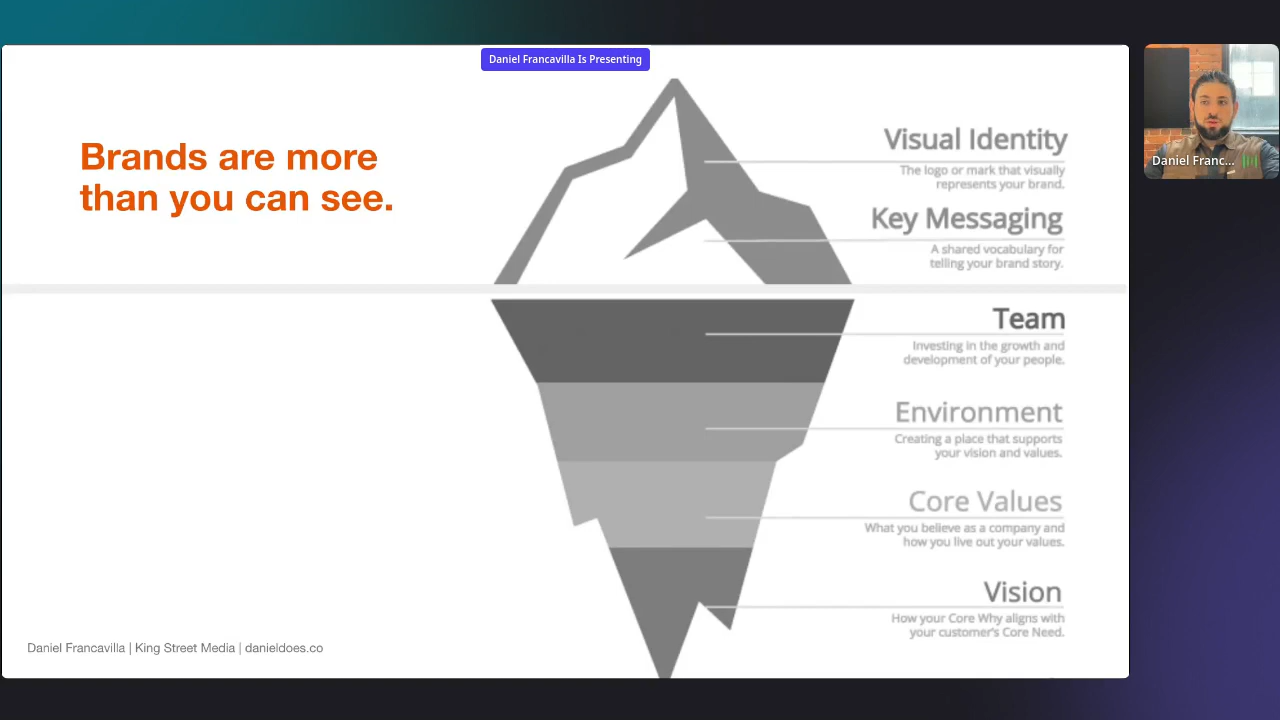 Daniel Francavilla Is Presenting
Brands are more
than you can see.
Visual Identity
The logo or mark that visually
represents your brand.
Key Messaging
A shared vocabulary for
telling your brand story.
Team
Investing in the growth and
development of your people.
Environment
Creating a place that supports
your vision and values.
Core Values
What you believe as a company and
how you live out your values.
Vision
How your Core Why aligns with
your customer's Core Need.
Daniel Francavilla | King Street Media | danieldoes.co
Daniel Franc...